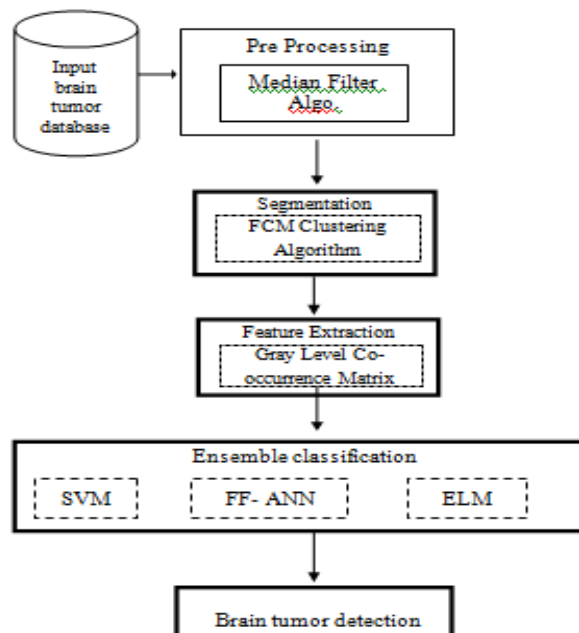 Input
brain
tumor
database
Pre Processing
Median Filter
Algo.
Segmentation
FCM Clustering
Algorithm
Feature Extraction
Gray Level Co-
occurrence Matrix
Ensemble classification
SVM
FF- ANN
ELM
Brain tumor detection